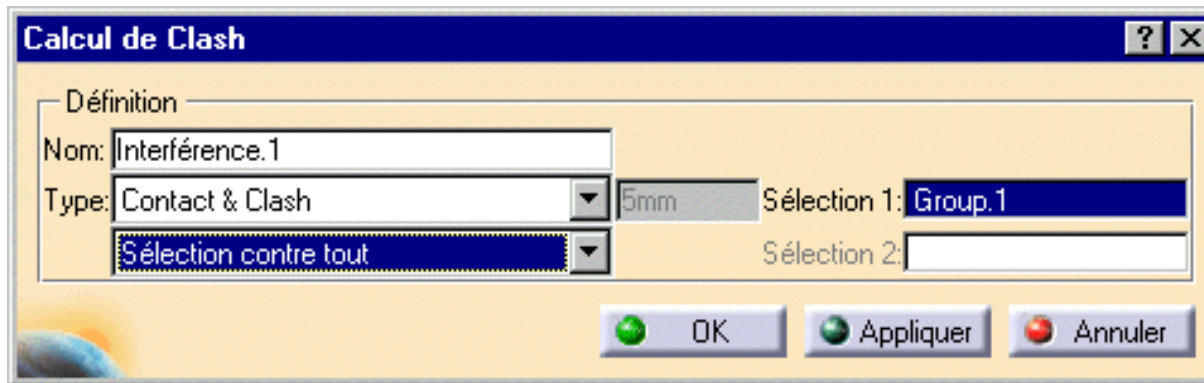 Calcul de Clash
Définition
Nom: Interférence.1
Type: Contact & Clash 5mm Sélection 1: Group.1
Sélection contre tout Sélection 2:
OK Appliquer Annuler